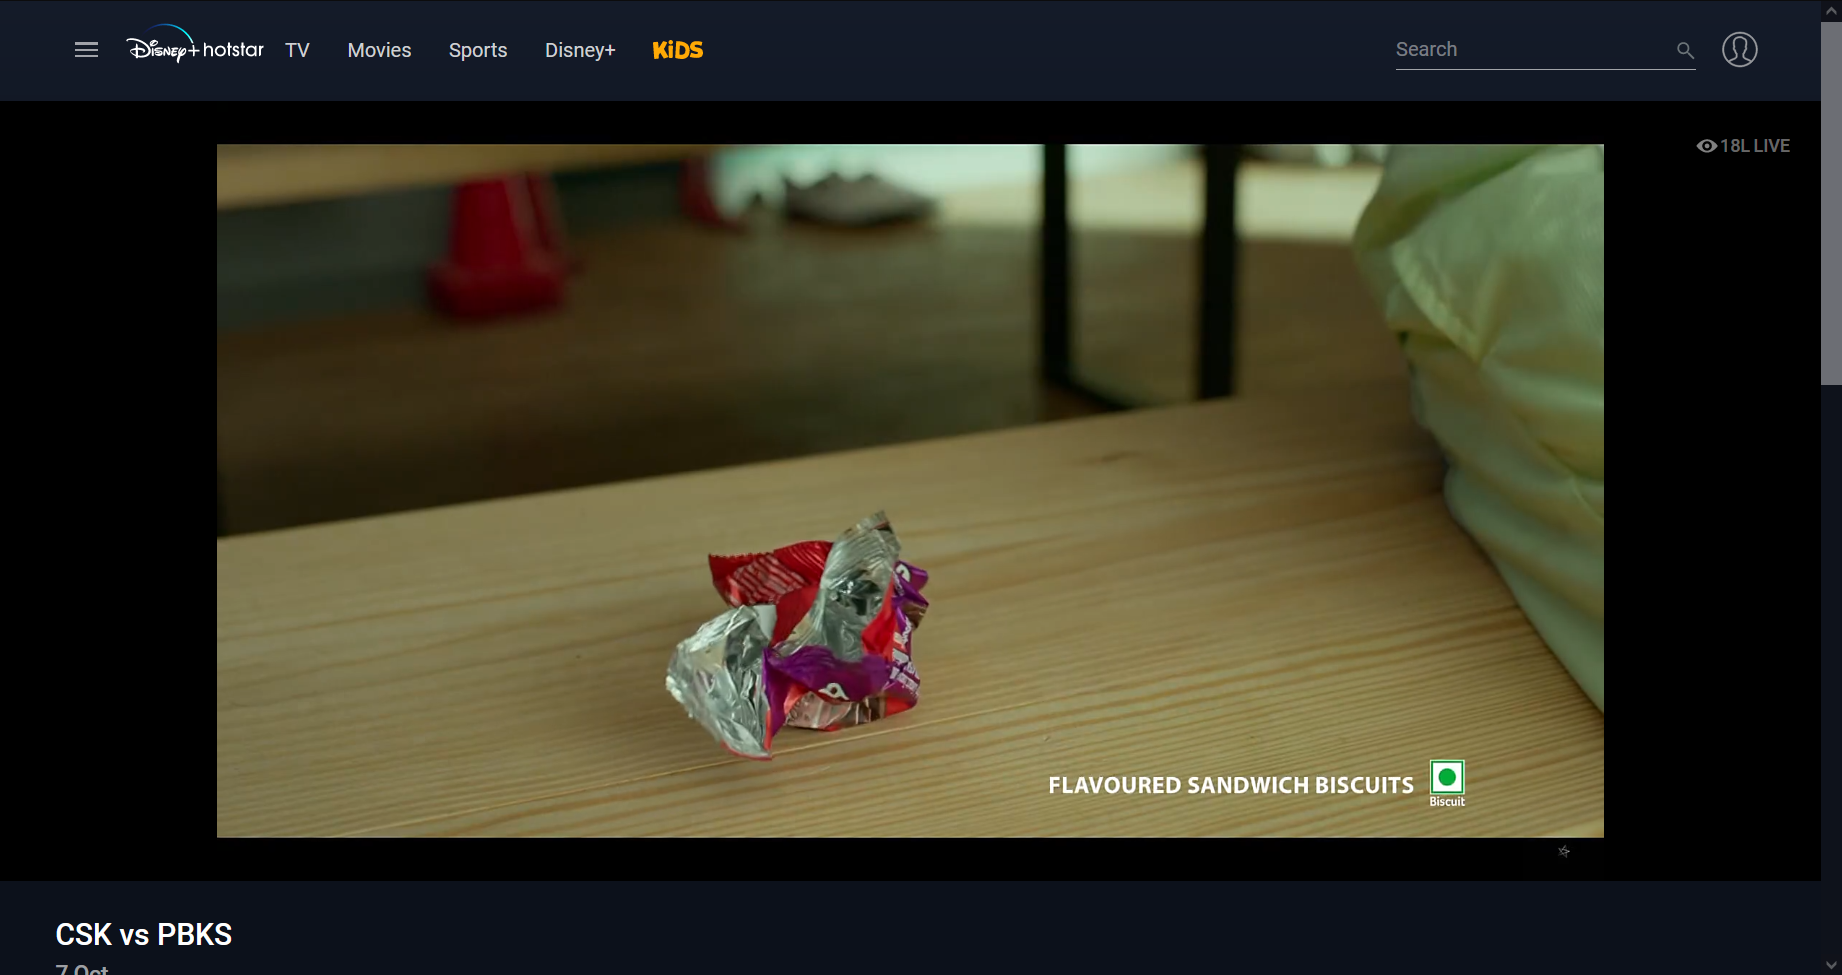 Disney+ hotstar TV Movies Sports Disney+ KiDS Search
18L LIVE
FLAVOURED SANDWICH BISCUITS
Biscuit
CSK vs PBKS
7 Oct